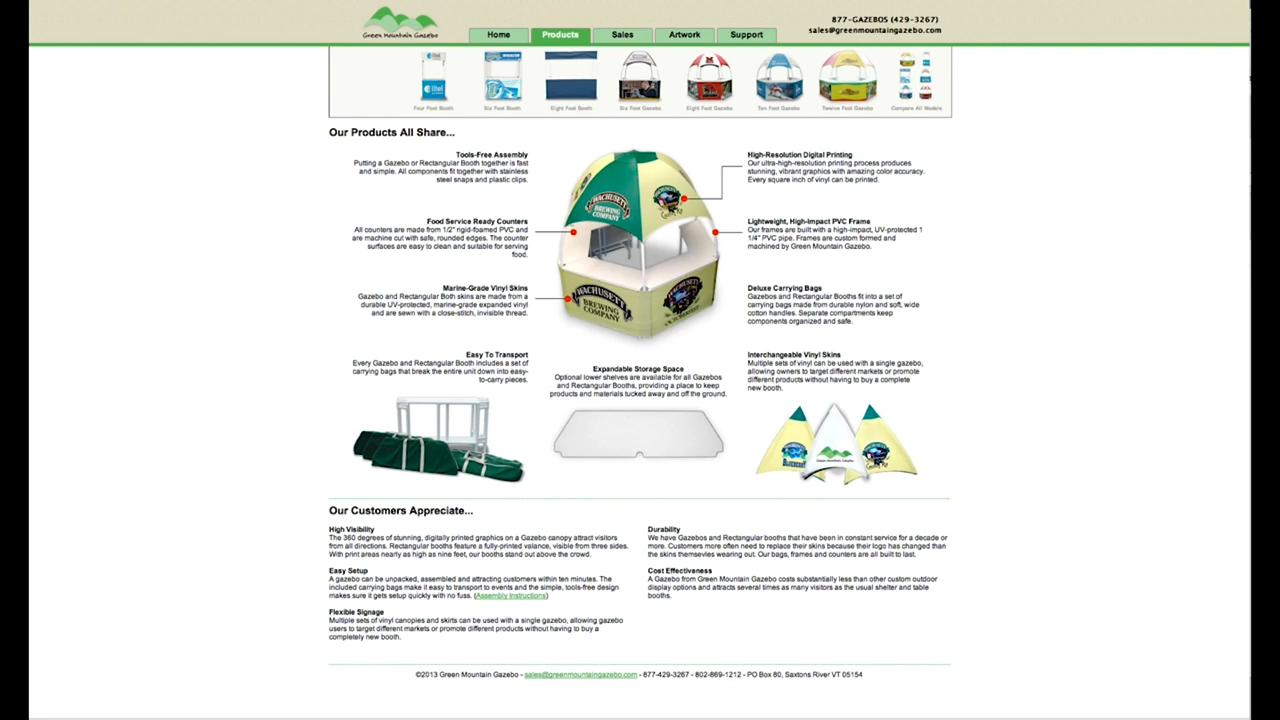 Green Mountain Gazebo
877-GAZEBOS (429-3267)
sales@greenmountaingazebo.com
Home
Products
Sales
Artwork
Support
Four Foot Booth
Six Foot Booth
Eight Foot Booth
Six Foot Gazebo
Eight Foot Gazebo
Ten Foot Gazebo
Twelve Foot Gazebo
Compare All Models
Our Products All Share...
Tools-Free Assembly
Putting a Gazebo or Rectangular Booth together is fast
and simple. All components fit together with stainless
steel snaps and plastic clips.
Food Service Ready Counters
All counters are made from 1/2" rigid-foamed PVC and
are machine cut with safe, rounded edges. The counter
surfaces are easy to clean and suitable for serving
food.
Marine-Grade Vinyl Skins
Gazebo and Rectangular Both skins are made from a
durable UV-protected, marine-grade expanded vinyl
and are sewn with a close-stitch, invisible thread.
Easy To Transport
Every Gazebo and Rectangular Booth includes a set of
carrying bags that break the entire unit down into easy-
to-carry pieces.
WACHUSETT
BREWING
COMPANY
WACHUSETT
BREWING
COMPANY
Expandable Storage Space
Optional lower shelves are available for all Gazebos
and Rectangular Booths, providing a place to keep
products and materials tucked away and off the ground.
High-Resolution Digital Printing
Our ultra-high-resolution printing process produces
stunning, vibrant graphics with amazing color accuracy.
Every square inch of vinyl can be printed.
Lightweight, High-Impact PVC Frame
Our frames are built with a high-impact, UV-protected 1
1/4" PVC pipe. Frames are custom formed and
machined by Green Mountain Gazebo.
Deluxe Carrying Bags
Gazebos and Rectangular Booths fit into a set of
carrying bags made from durable nylon and soft, wide
cotton handles. Separate compartments keep
components organized and safe.
Interchangeable Vinyl Skins
Multiple sets of vinyl can be used with a single gazebo,
allowing owners to target different markets or promote
different products without having to buy a complete
new booth.
BLUEBERRY
Green Mountain Gazebo
Our Customers Appreciate...
High Visibility
The 360 degrees of stunning, digitally printed graphics on a Gazebo canopy attract visitors
from all directions. Rectangular booths feature a fully-printed valance, visible from three sides.
With print areas nearly as high as nine feet, our booths stand out above the crowd.
Easy Setup
A gazebo can be unpacked, assembled and attracting customers within ten minutes. The
included carrying bags make it easy to transport to events and the simple, tools-free design
makes sure it gets setup quickly with no fuss. (Assembly Instructions)
Flexible Signage
Multiple sets of vinyl canopies and skirts can be used with a single gazebo, allowing gazebo
users to target different markets or promote different products without having to buy a
completely new booth.
Durability
We have Gazebos and Rectangular booths that have been in constant service for a decade or
more. Customers more often need to replace their skins because their logo has changed than
the skins themsevles wearing out. Our bags, frames and counters are all built to last.
Cost Effectiveness
A Gazebo from Green Mountain Gazebo costs substantially less than other custom outdoor
display options and attracts several times as many visitors as the usual shelter and table
booths.
©2013 Green Mountain Gazebo - sales@greenmountaingazebo.com - 877-429-3267 - 802-869-1212 - PO Box 80, Saxtons River VT 05154